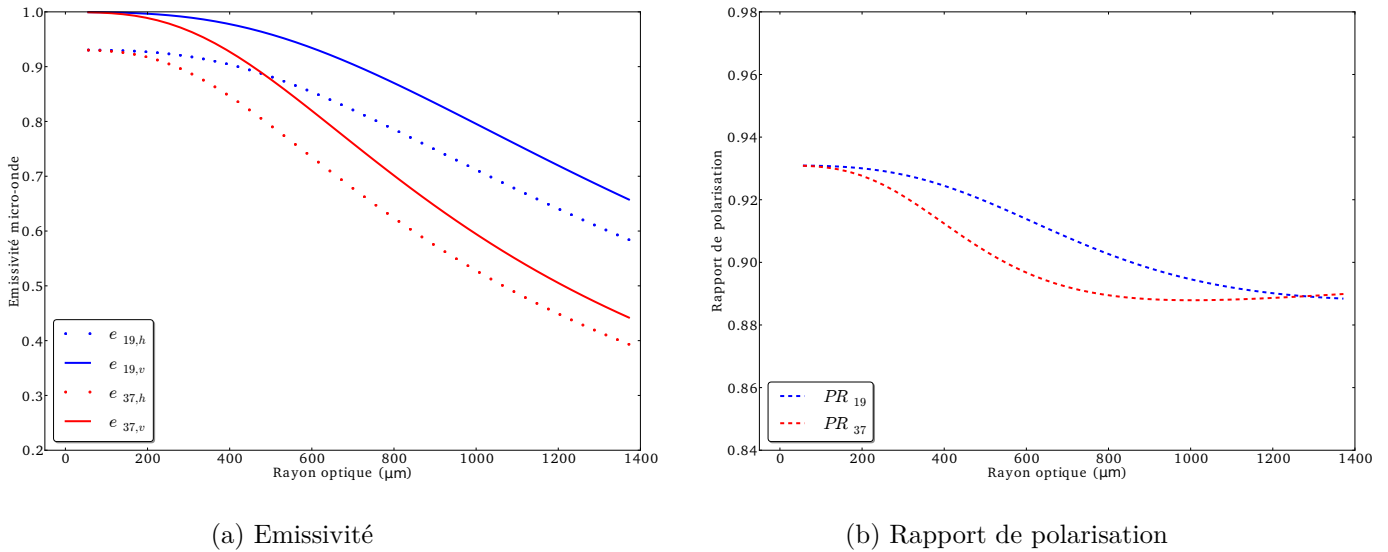 1.0
0.9
0.8
0.7
0.6
0.5
0.4
0.3
0.2
Emissivité micro-onde
e 19,h
e 19,v
e 37,h
e 37,v
0 200 400 600 800 1000 1200 1400
Rayon optique (μm)
(a) Emissivité
0.98
0.96
0.94
0.92
0.90
0.88
0.86
0.84
Rapport de polarisation
PR 19
PR 37
0 200 400 600 800 1000 1200 1400
Rayon optique (μm)
(b) Rapport de polarisation